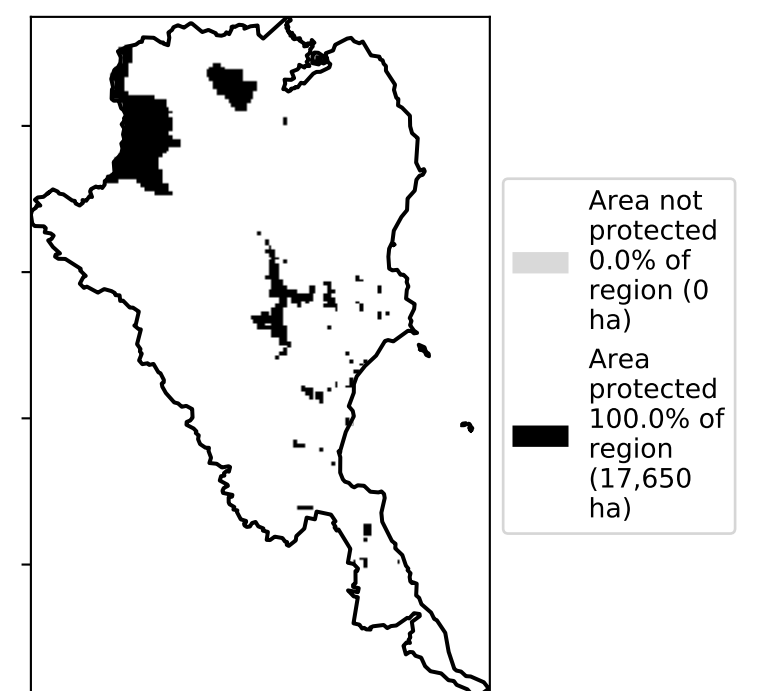 Area not
protected
0.0% of
region (0
ha)
Area
protected
100.0% of
region
(17,650
ha)